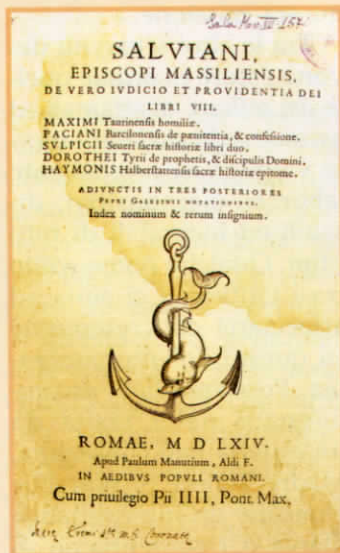 Sala
SALVIANI,
EPISCOPI MASSILIENSIS,
DE VERO IVDICIO ET PROVIDENTIA DEI
LIBRI VIII.
MAXIMI Taurinensis homiliæ.
PACIANI Barcilonensis de pœnitentia, & confessione.
SVLPICII Seueri sacræ historiæ libri duo.
DOROTHEI Tyrii de prophetis, & discipulis Domini.
HAYMONIS Halberstattensis sacræ historiæ epitome.
ADIVNCTIS IN TRES POSTERIORES
PETRI GALESINII NOTATIONIBVS.
Index nominum & rerum insignium.
ROMAE, M D LXIV.
Apud Paulum Manutium, Aldi F.
IN AEDIBVS POPVLI ROMANI.
Cum priuilegio Pii IIII, Pont. Max.